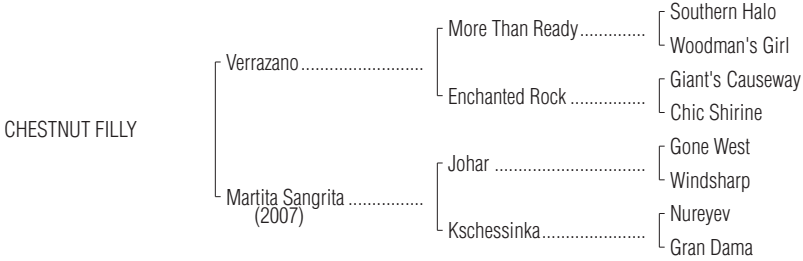 Southern Halo
More Than Ready..............
Woodman's Girl
Verrazano ..........................
Giant's Causeway
Enchanted Rock ................
Chic Shirine
CHESTNUT FILLY
Gone West
Johar ................................
Windsharp
Martita Sangrita ................
(2007)
Nureyev
Kschessinka......................
Gran Dama